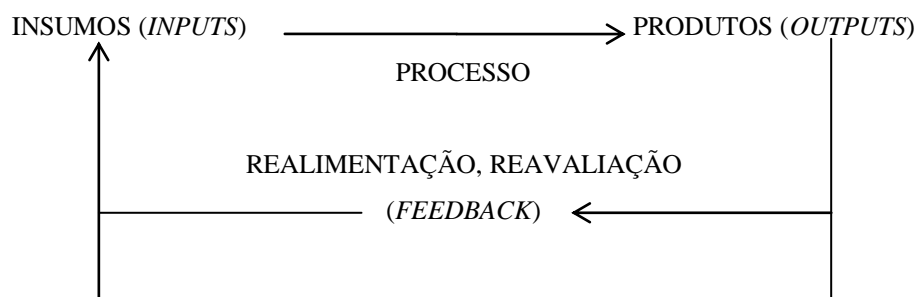 INSUMOS (INPUTS) PRODUTOS (OUTPUTS)
PROCESSO
REALIMENTAÇÃO, REAVALIAÇÃO
(FEEDBACK)